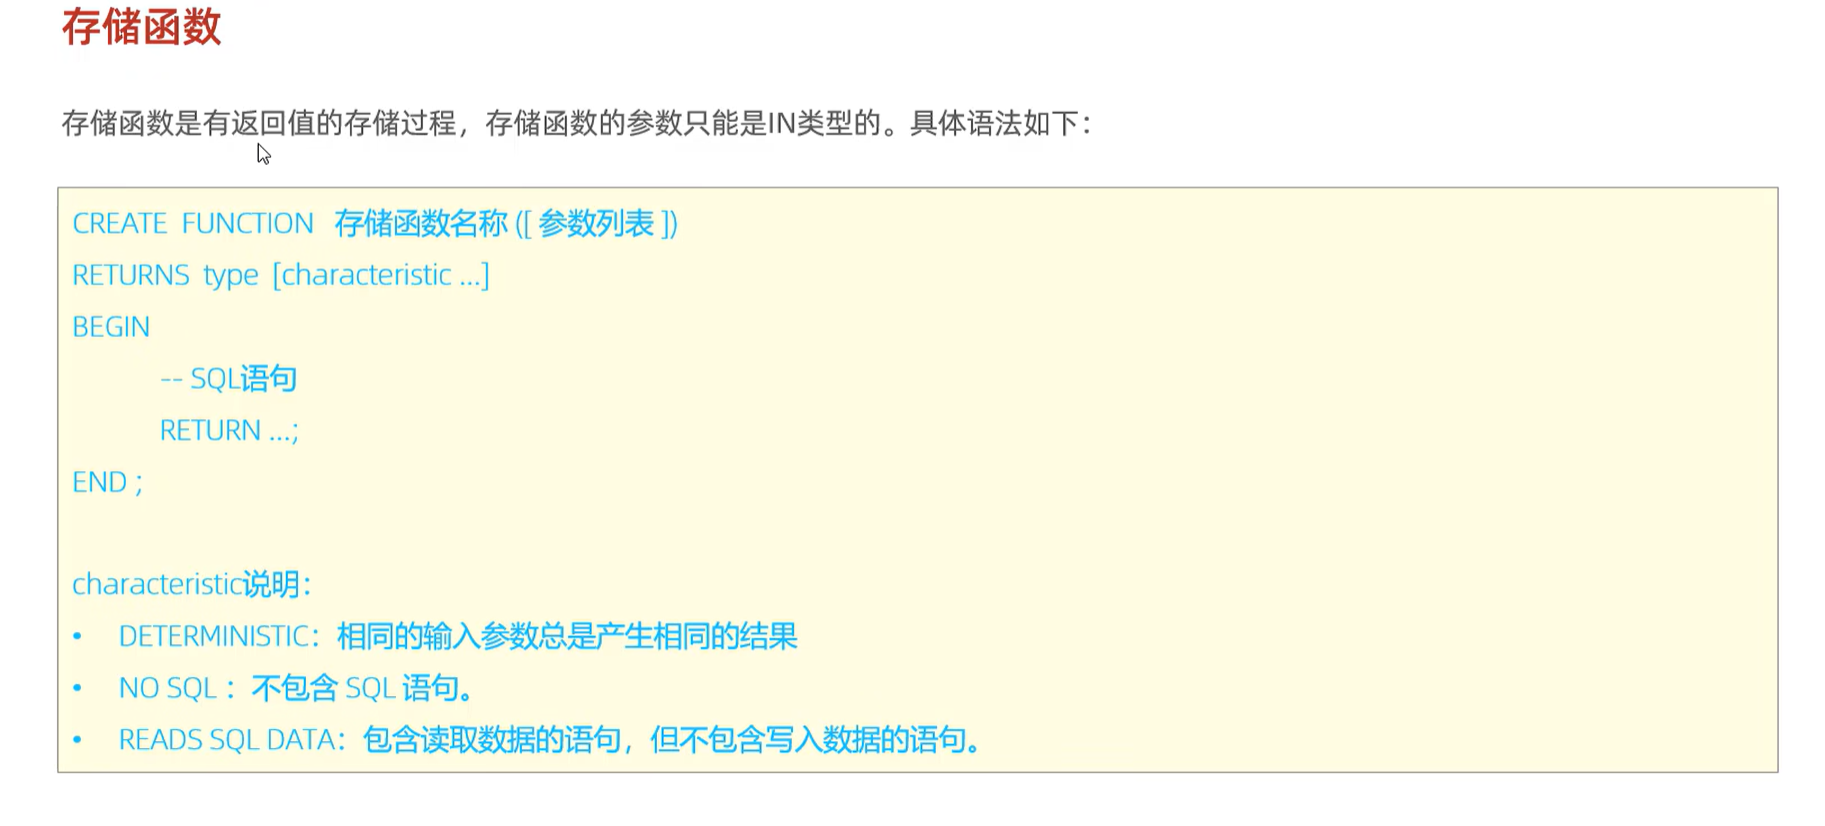 存储函数
存储函数是有返回值的存储过程，存储函数的参数只能是IN类型的。具体语法如下：
CREATE FUNCTION 存储函数名称 ([ 参数列表 ])
RETURNS type [characteristic ...]
BEGIN
-- SQL语句
RETURN ...;
END ;
characteristic说明：
• DETERMINISTIC：相同的输入参数总是产生相同的结果
• NO SQL ：不包含 SQL 语句。
• READS SQL DATA：包含读取数据的语句，但不包含写入数据的语句。